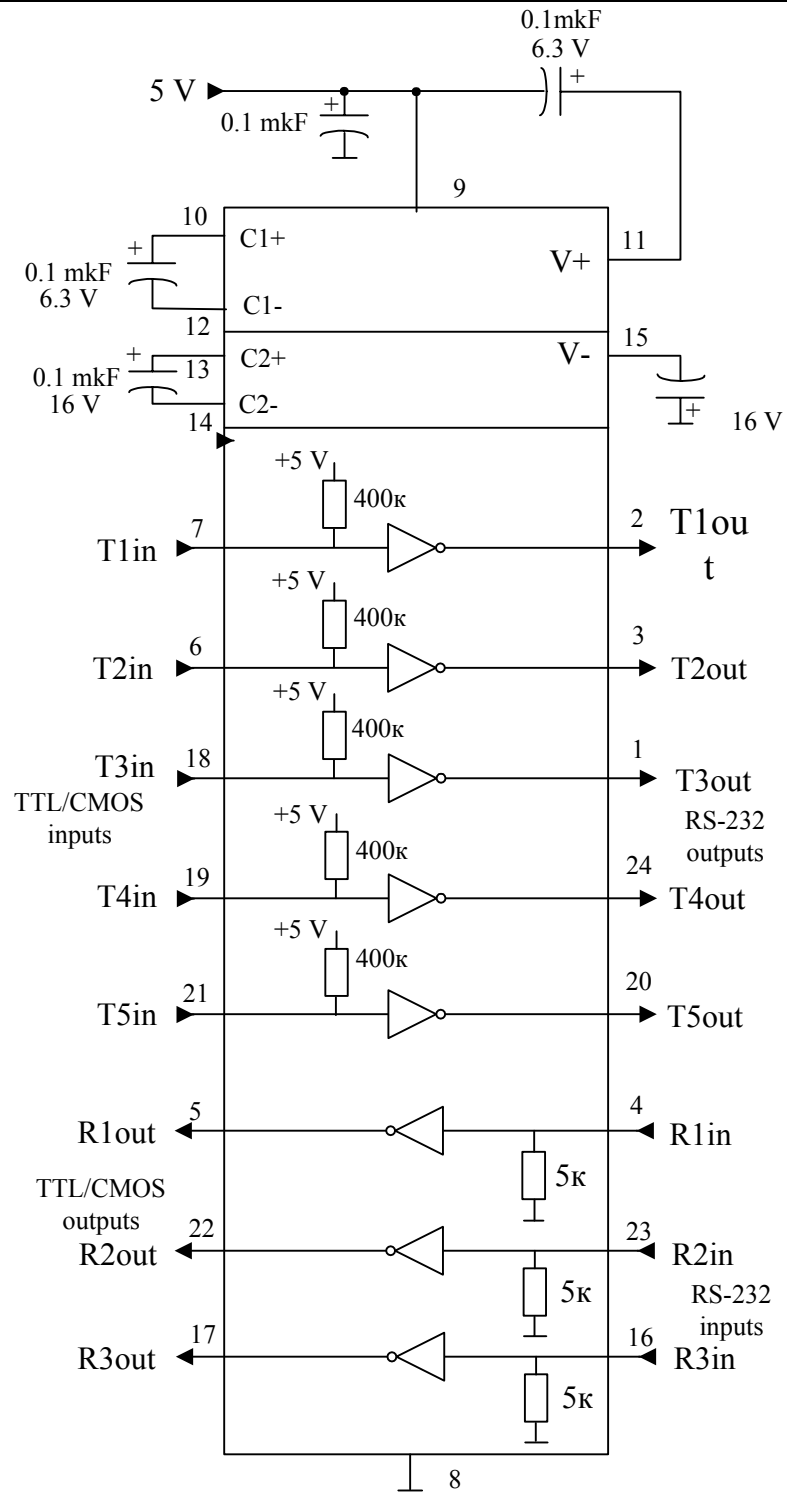 0.1mkF
6.3 V
+
5 V
+
0.1 mkF
9
10
C1+
11
V+
+
0.1 mkF
6.3 V
C1-
12
15
V-
+
C2+
13
0.1 mkF
16 V
C2-
14
+
16 V
+5 V
400к
7
2
T1in
T1ou
t
+5 V
400к
6
3
T2in
T2out
+5 V
400к
18
1
T3in
T3out
TTL/CMOS
inputs
RS-232
outputs
+5 V
400к
19
24
T4in
T4out
+5 V
400к
21
20
T5in
T5out
5
4
R1out
R1in
5к
TTL/CMOS
outputs
22
23
R2out
R2in
5к
RS-232
inputs
17
16
R3out
R3in
5к
8